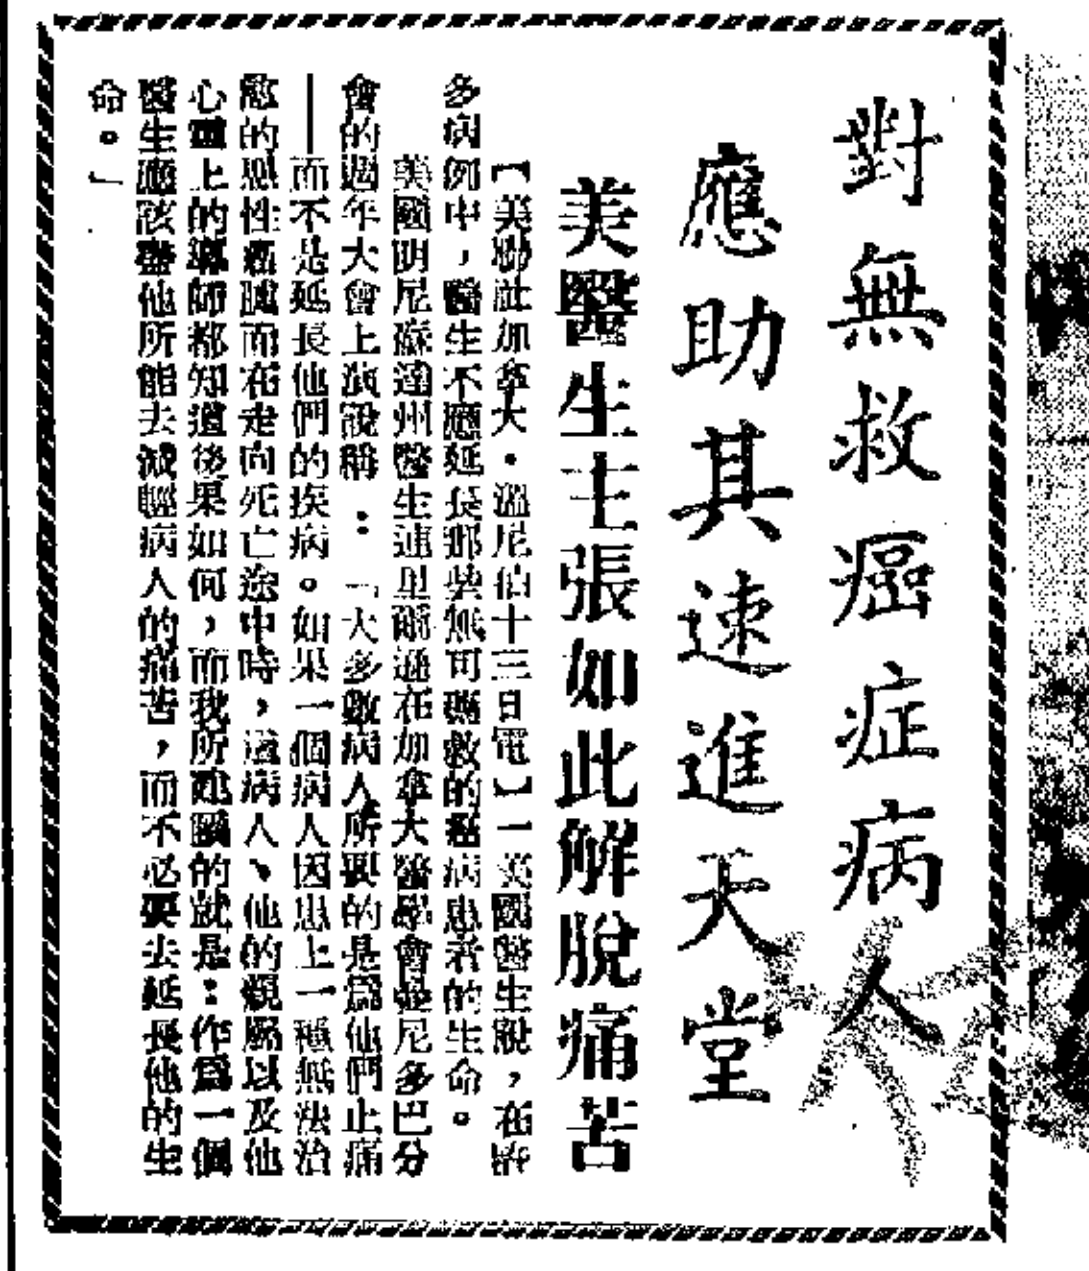 對無救癌症病人
應助其速進天堂
美醫生主張如此解脫痛苦
【美聯社加拿大·溫尼伯十三日電】一美國醫生說，在許
多病例中，醫生不應延長那些無可挽救的癌病患者的生命。
美國明尼蘇達州醫生連里爾遜在加拿大醫學會曼尼多巴分
會的週年大會上演說稱：「大多數病人所要的是爲他們止痛
——而不是延長他們的疾病。如果一個病人因患上一種無法治
愈的惡性癌腫而在走向死亡途中時，這病人、他的親屬以及他
心靈上的導師都知道後果如何，而我所建議的就是：作爲一個
醫生應該盡他所能去減輕病人的痛苦，而不必要去延長他的生
命。」